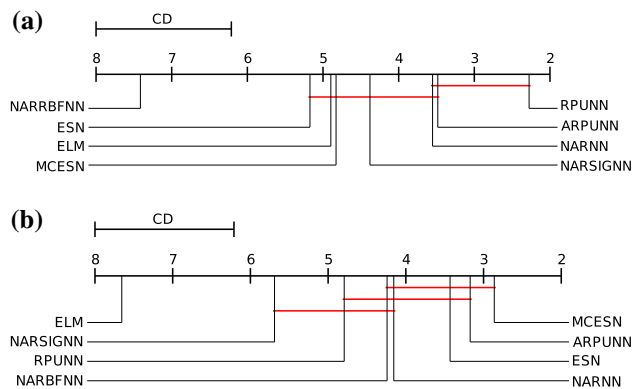 (a)
CD
8 7 6 5 4 3 2
NARRBFNN RPUNN
ESN ARPUNN
ELM NARNN
MCESN NARSIGNN
(b)
CD
8 7 6 5 4 3 2
ELM MCESN
NARSIGNN ARPUNN
RPUNN ESN
NARBFNN NARNN